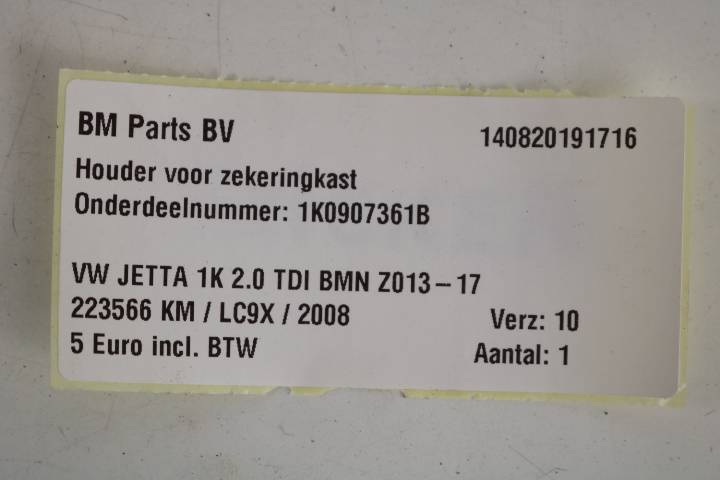 BM Parts BV 140820191716
Houder voor zekeringkast
Onderdeelnummer: 1K0907361B
VW JETTA 1K 2.0 TDI BMN Z013-17
223566 KM / LC9X / 2008 Verz: 10
5 Euro incl. BTW Aantal: 1